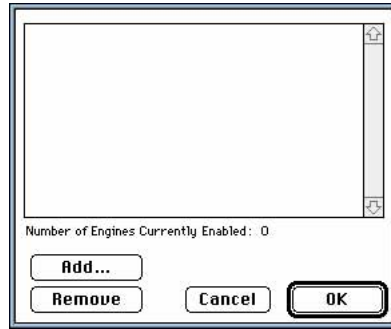 Number of Engines Currently Enabled: 0
Add...
Remove
Cancel
OK